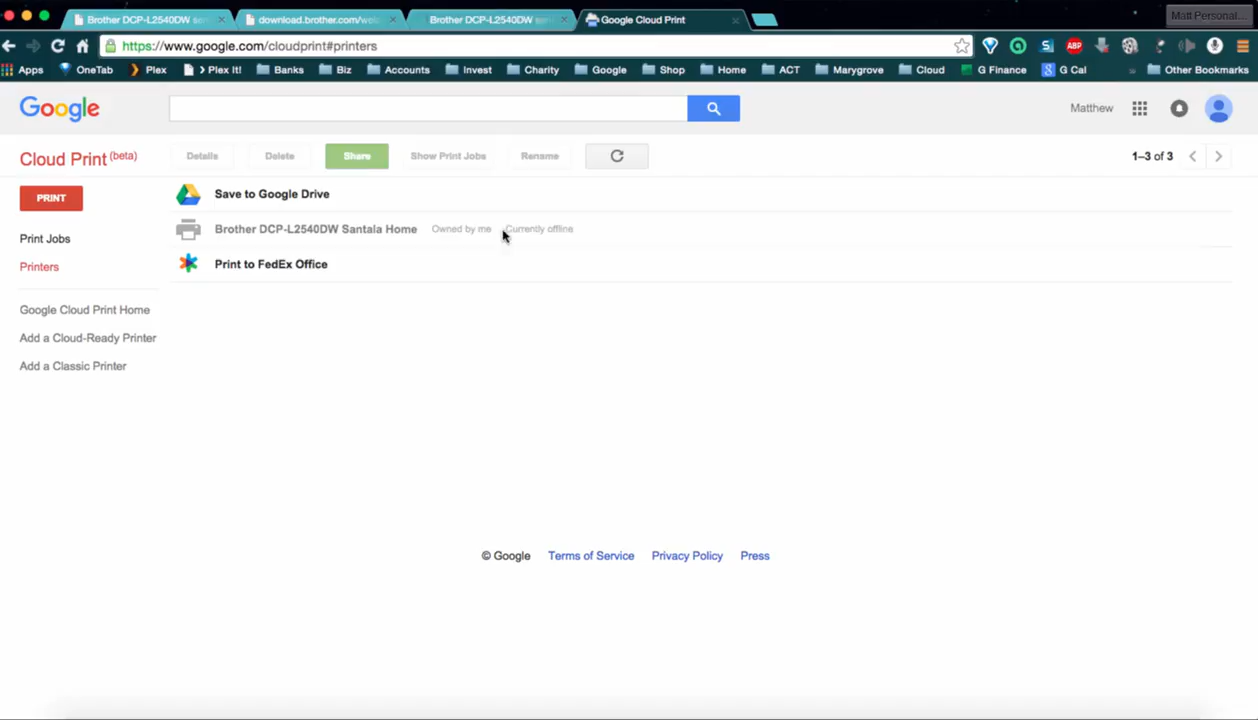 Brother DCP-L2540DW
download.brother.com/
Brother DCP-L2540DW
Google Cloud Print
Matt Personal...
https://www.google.com/cloudprint#printers
ABP
Apps OneTab Plex > Plex It! Banks Biz Accounts Invest Charity Google Shop Home ACT Marygrove Cloud G Finance G Cal » Other Bookmarks
Google
Matthew
Cloud Print (beta)
Details Delete Share Show Print Jobs Rename
1–3 of 3
PRINT
Save to Google Drive
Brother DCP-L2540DW Santala Home Owned by me Currently offline
Print to FedEx Office
Print Jobs
Printers
Google Cloud Print Home
Add a Cloud-Ready Printer
Add a Classic Printer
© Google Terms of Service Privacy Policy Press